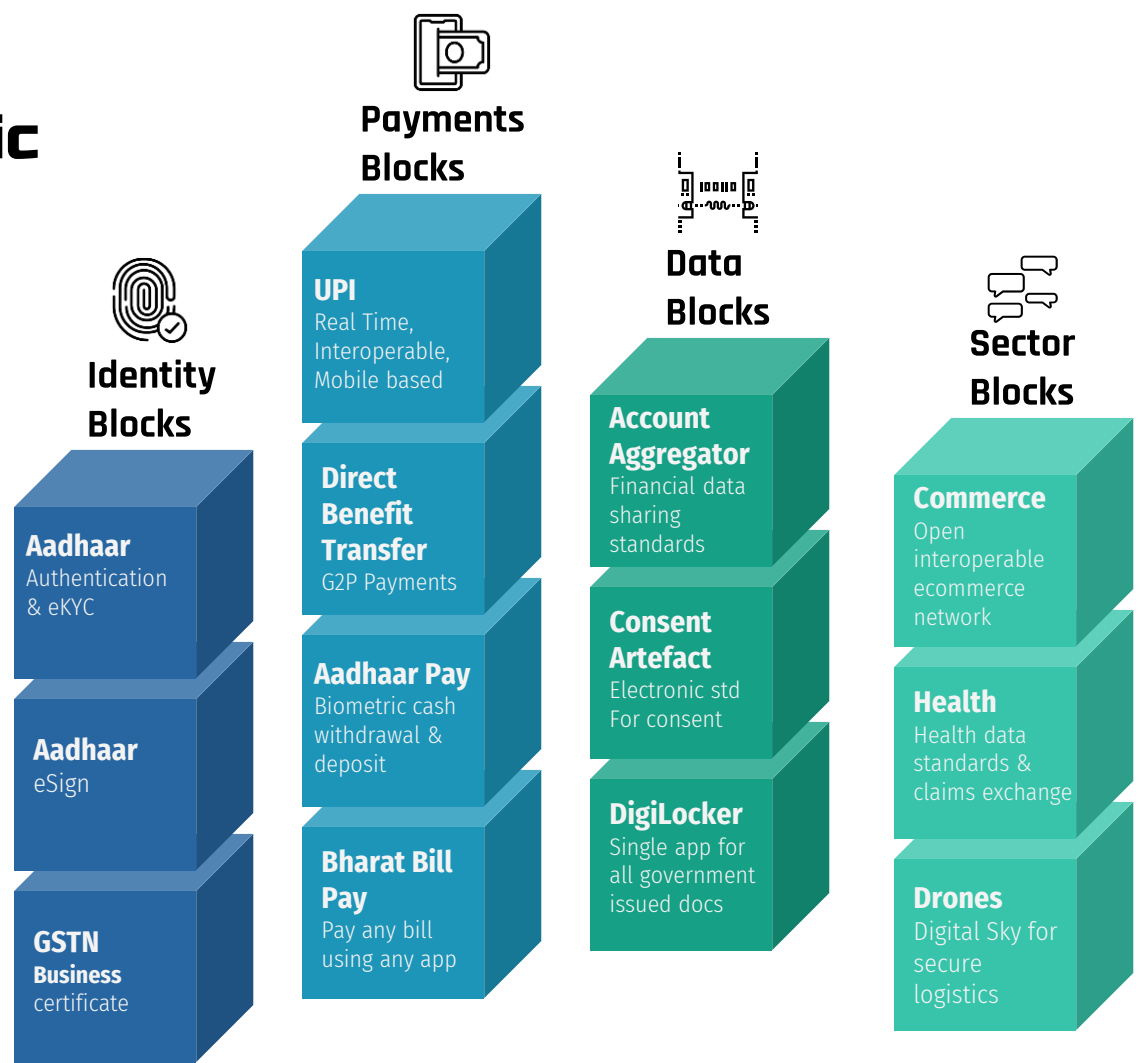 ic
Payments
Blocks
UPI
Real Time,
Interoperable,
Mobile based
Direct
Benefit
Transfer
G2P Payments
Aadhaar Pay
Biometric cash
withdrawal &
deposit
Bharat Bill
Pay
Pay any bill
using any app
Identity
Blocks
Aadhaar
Authentication
& eKYC
Aadhaar
eSign
GSTN
Business
certificate
Data
Blocks
Account
Aggregator
Financial data
sharing
standards
Consent
Artefact
Electronic std
For consent
DigiLocker
Single app for
all government
issued docs
Sector
Blocks
Commerce
Open
interoperable
ecommerce
network
Health
Health data
standards &
claims exchange
Drones
Digital Sky for
secure
logistics